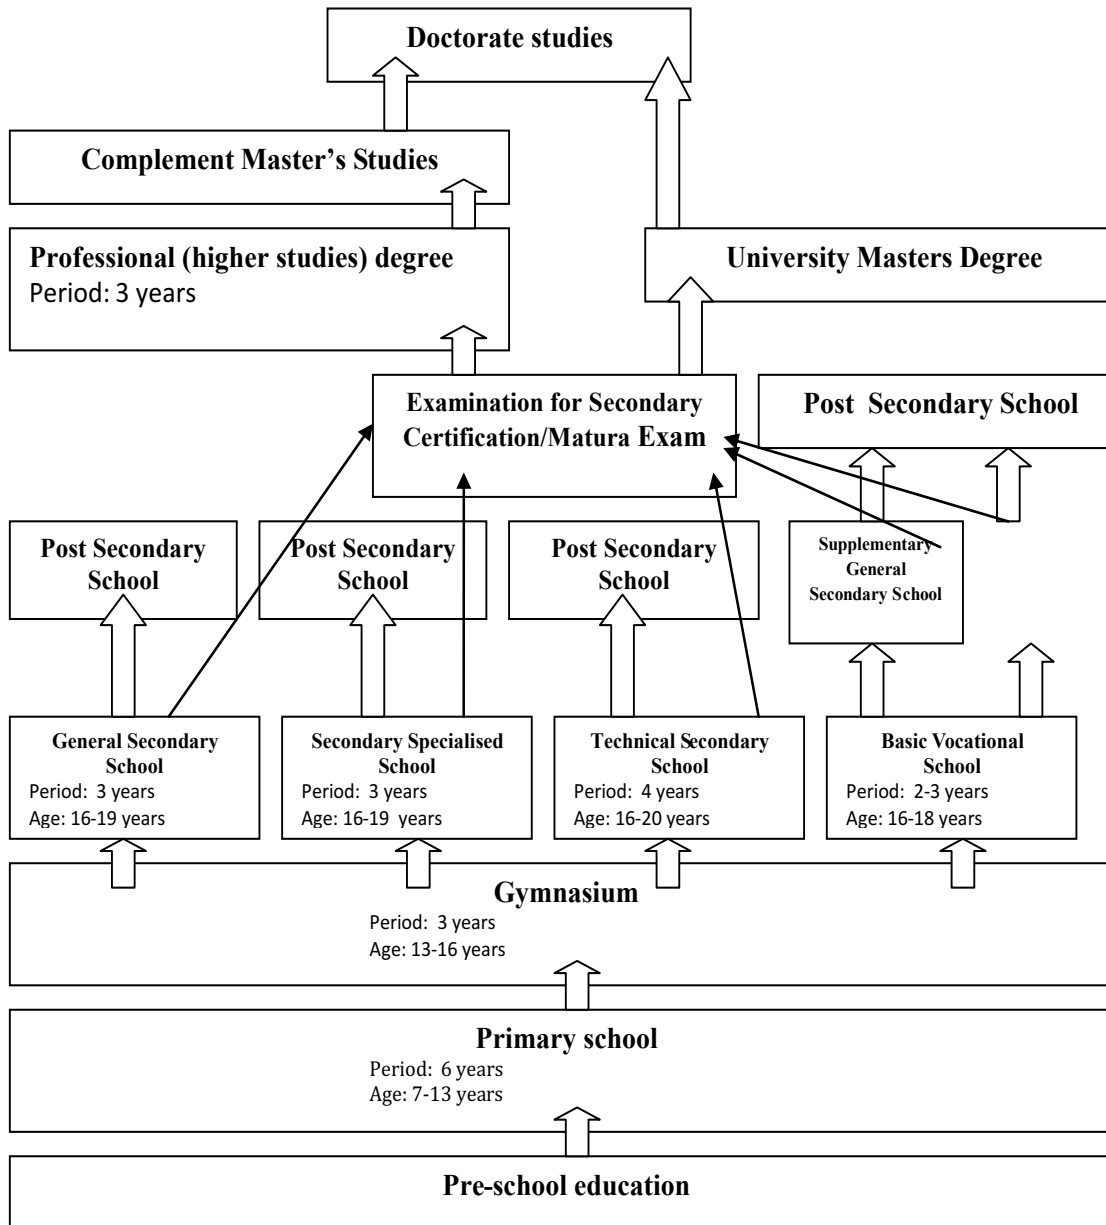 Doctorate studies
Complement Master’s Studies
Professional (higher studies) degree
Period: 3 years
University Masters Degree
Examination for Secondary
Certification/Matura Exam
Post  Secondary School
Post Secondary
School
Post Secondary
School
Post Secondary
School
Supplementary
General
Secondary School
General Secondary
School
Period:  3 years
Age: 16-19 years
Secondary Specialised
School
Period:  3 years
Age: 16-19  years
Technical Secondary
School
Period:  4 years
Age: 16-20 years
Basic Vocational
School
Period:  2-3 years
Age: 16-18 years
Gymnasium
Period:  3 years
Age: 13-16 years
Primary school
Period:  6 years
Age: 7-13 years
Pre-school education